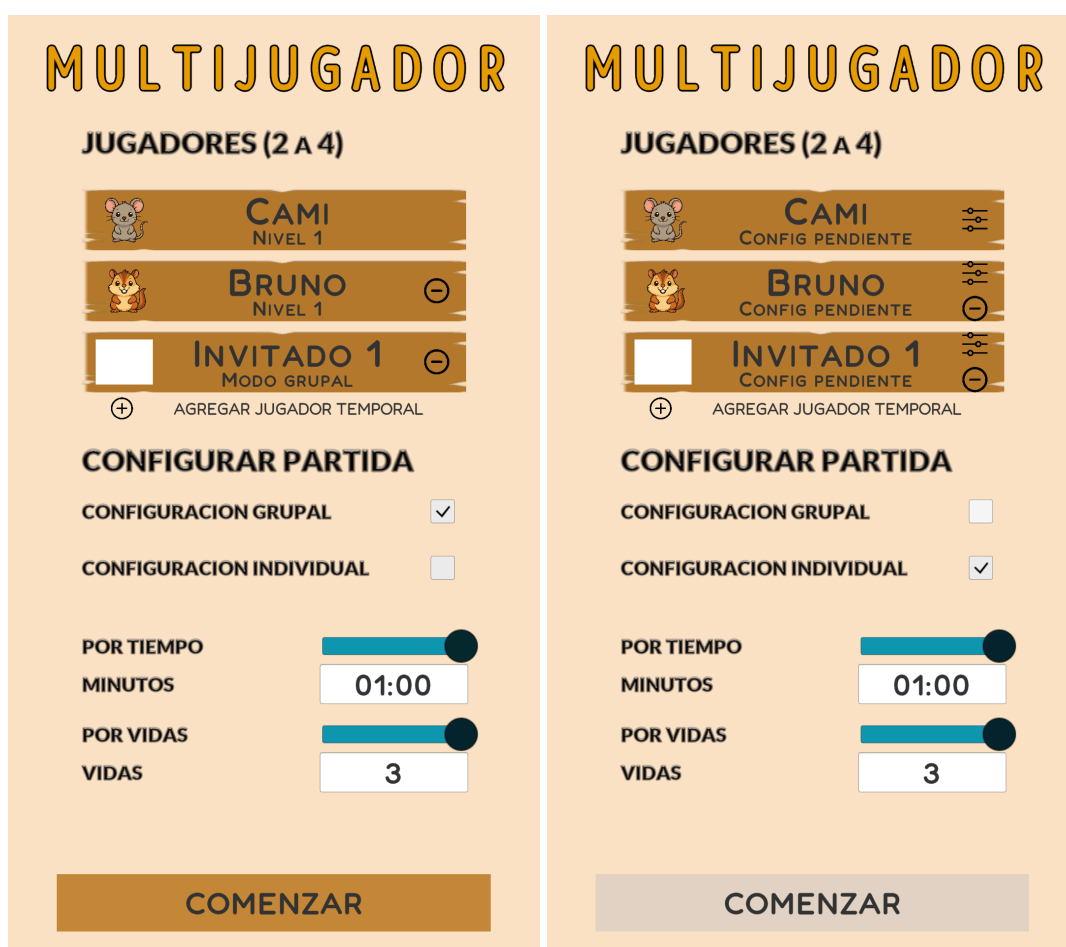 MULTIJUGADOR
JUGADORES (2 A 4)
CAMI
NIVEL 1
BRUNO
NIVEL 1
INVITADO 1
MODO GRUPAL
AGREGAR JUGADOR TEMPORAL
CONFIGURAR PARTIDA
CONFIGURACION GRUPAL
CONFIGURACION INDIVIDUAL
POR TIEMPO
MINUTOS 01:00
POR VIDAS
VIDAS 3
COMENZAR
MULTIJUGADOR
JUGADORES (2 A 4)
CAMI
CONFIG PENDIENTE
BRUNO
CONFIG PENDIENTE
INVITADO 1
CONFIG PENDIENTE
AGREGAR JUGADOR TEMPORAL
CONFIGURAR PARTIDA
CONFIGURACION GRUPAL
CONFIGURACION INDIVIDUAL
POR TIEMPO
MINUTOS 01:00
POR VIDAS
VIDAS 3
COMENZAR